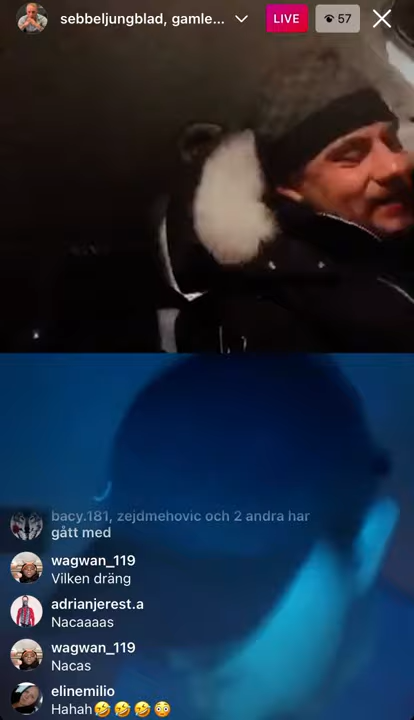 sebbeljungblad, gamle...
LIVE
57
bacy.181, zejdmehovic och 2 andra har
gått med
wagwan_119
Vilken dräng
adrianjerest.a
Nacaaaas
wagwan_119
Nacas
elinemilio
Hahah🤣🤣🤣😳